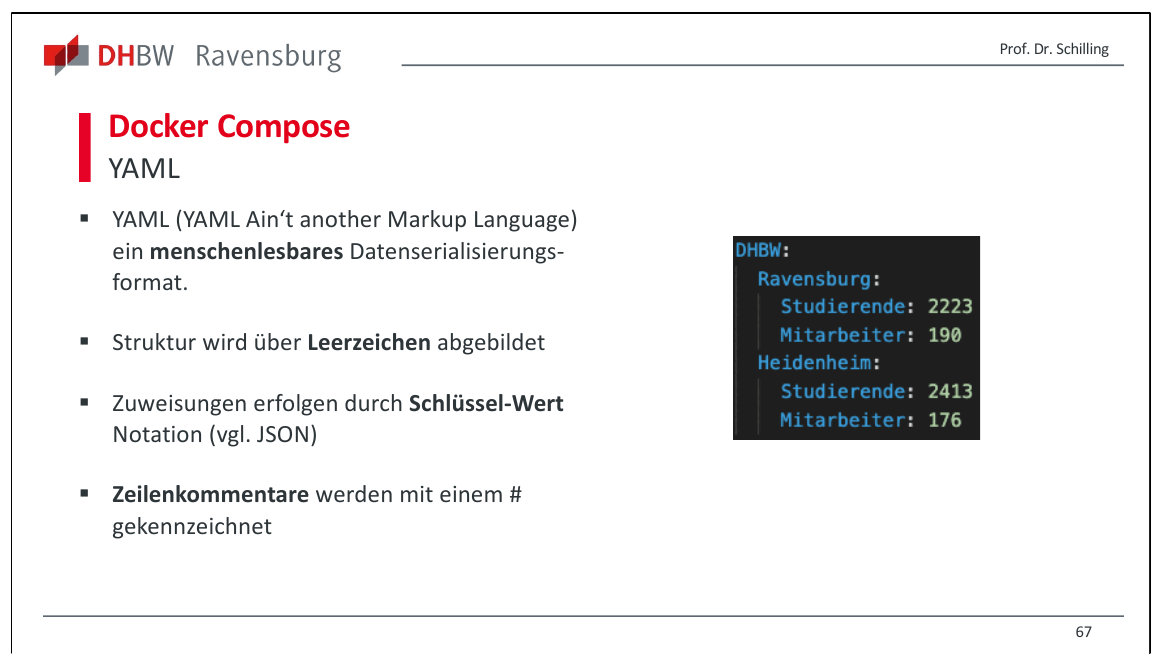 DHBW Ravensburg
Prof. Dr. Schilling
Docker Compose
YAML
▪ YAML (YAML Ain‘t another Markup Language)
ein menschenlesbares Datenserialisierungs-
format.
▪ Struktur wird über Leerzeichen abgebildet
▪ Zuweisungen erfolgen durch Schlüssel-Wert
Notation (vgl. JSON)
▪ Zeilenkommentare werden mit einem #
gekennzeichnet
DHBW:
  Ravensburg:
    Studierende: 2223
    Mitarbeiter: 190
  Heidenheim:
    Studierende: 2413
    Mitarbeiter: 176
67